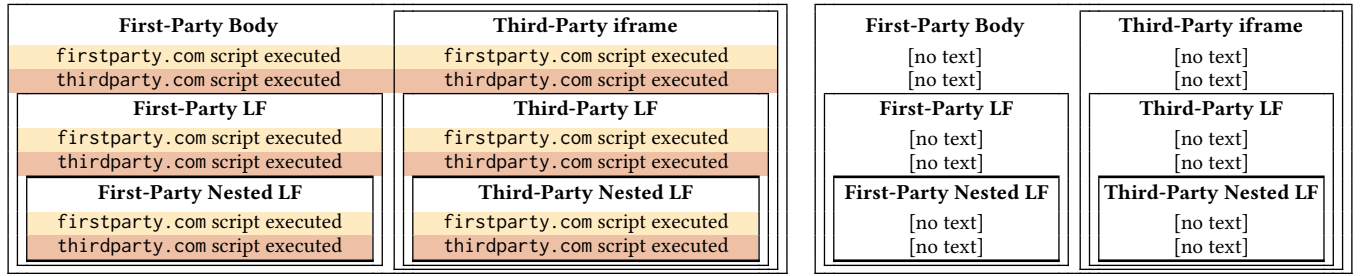 First-Party Body
firstparty.com script executed
thirdparty.com script executed
First-Party LF
firstparty.com script executed
thirdparty.com script executed
First-Party Nested LF
firstparty.com script executed
thirdparty.com script executed
Third-Party iframe
firstparty.com script executed
thirdparty.com script executed
Third-Party LF
firstparty.com script executed
thirdparty.com script executed
Third-Party Nested LF
firstparty.com script executed
thirdparty.com script executed
First-Party Body
[no text]
[no text]
First-Party LF
[no text]
[no text]
First-Party Nested LF
[no text]
[no text]
Third-Party iframe
[no text]
[no text]
Third-Party LF
[no text]
[no text]
Third-Party Nested LF
[no text]
[no text]